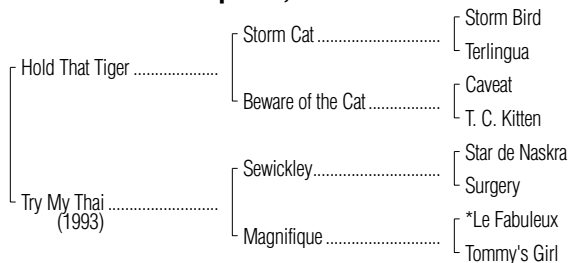 Storm Bird
Storm Cat
Terlingua
Hold That Tiger
Caveat
Beware of the Cat
T. C. Kitten
Star de Naskra
Sewickley
Surgery
Try My Thai
(1993)
*Le Fabuleux
Magnifique
Tommy's Girl